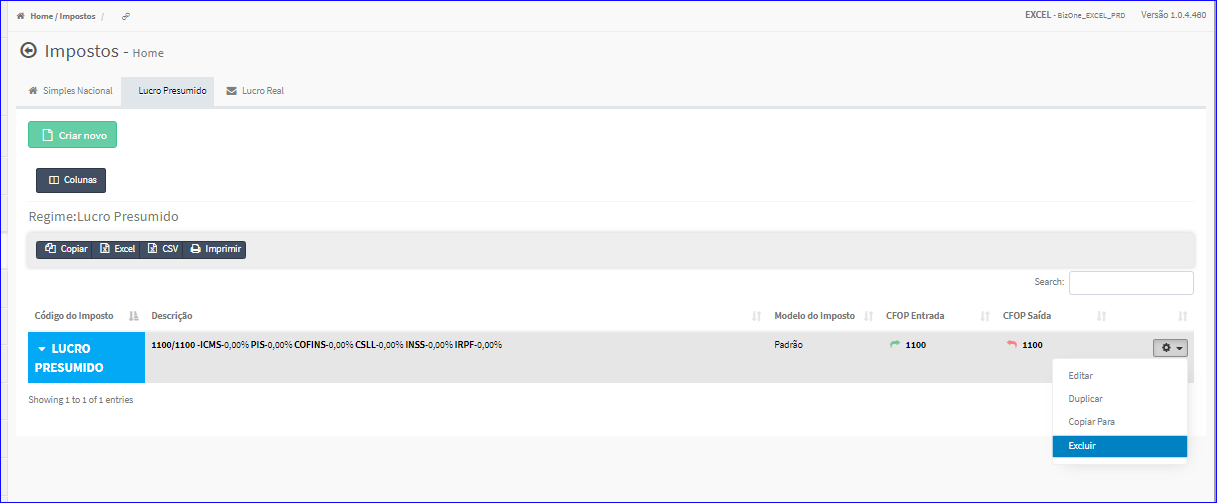 Home / Impostos /
EXCEL - BizOne_EXCEL_PRD Versão 1.0.4.460
Impostos - Home
Simples Nacional Lucro Presumido Lucro Real
Criar novo
Colunas
Regime:Lucro Presumido
Copiar Excel CSV Imprimir
Search:
Código do Imposto Descrição Modelo do Imposto CFOP Entrada CFOP Saída
LUCRO PRESUMIDO 1100/1100 -ICMS-0,00% PIS-0,00% COFINS-0,00% CSLL-0,00% INSS-0,00% IRPF-0,00% Padrão 1100 1100
Showing 1 to 1 of 1 entries
Editar
Duplicar
Copiar Para
Excluir